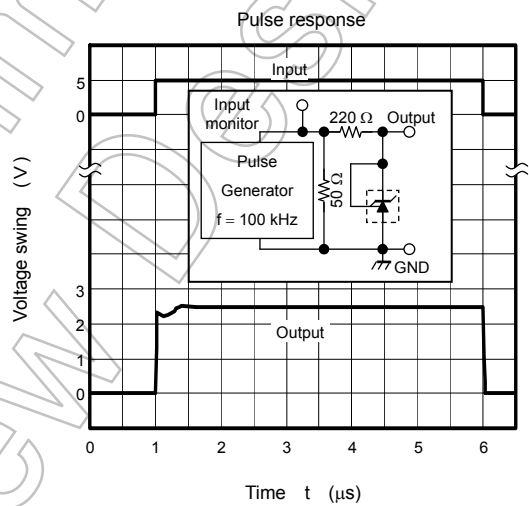 Pulse response
Input
5
0
Input
monitor
220 Ω
Output
Pulse
Generator
f = 100 kHz
50 Ω
GND
3
2
1
0
Output
Voltage swing (V)
0 1 2 3 4 5 6
Time t (μs)